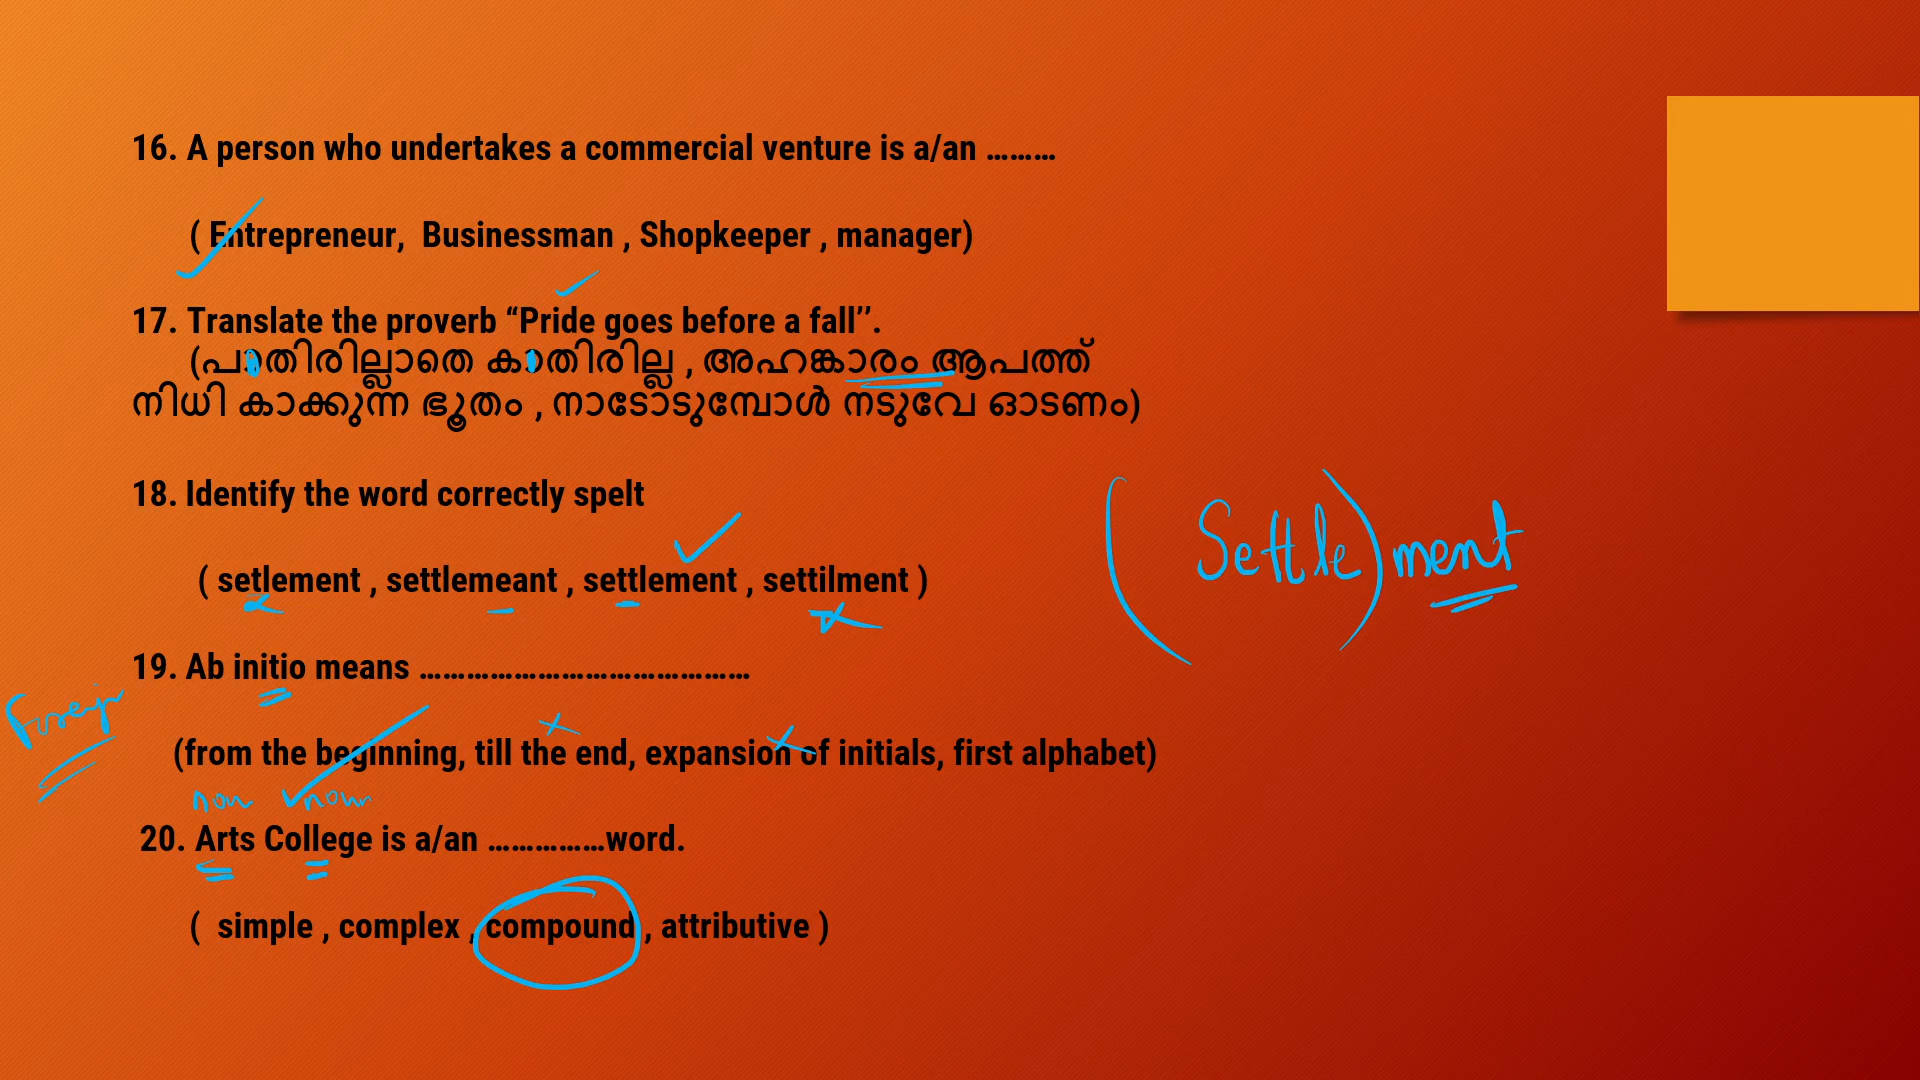 16. A person who undertakes a commercial venture is a/an .........
( Entrepreneur, Businessman , Shopkeeper , manager)
17. Translate the proverb “Pride goes before a fall’’.
(പാതിരില്ലാതെ കാതിരില്ല , അഹങ്കാരം ആപത്ത്
നിധി കാക്കുന്ന ഭൂതം , നാടോടുമ്പോൾ നടുവേ ഓടണം)
18. Identify the word correctly spelt
(Settle)ment
( setlement , settlemeant , settlement , settilment )
19. Ab initio means ..........................................
(from the beginning, till the end, expansion of initials, first alphabet)
noun noun
20. Arts College is a/an ...............word.
( simple , complex , compound , attributive )